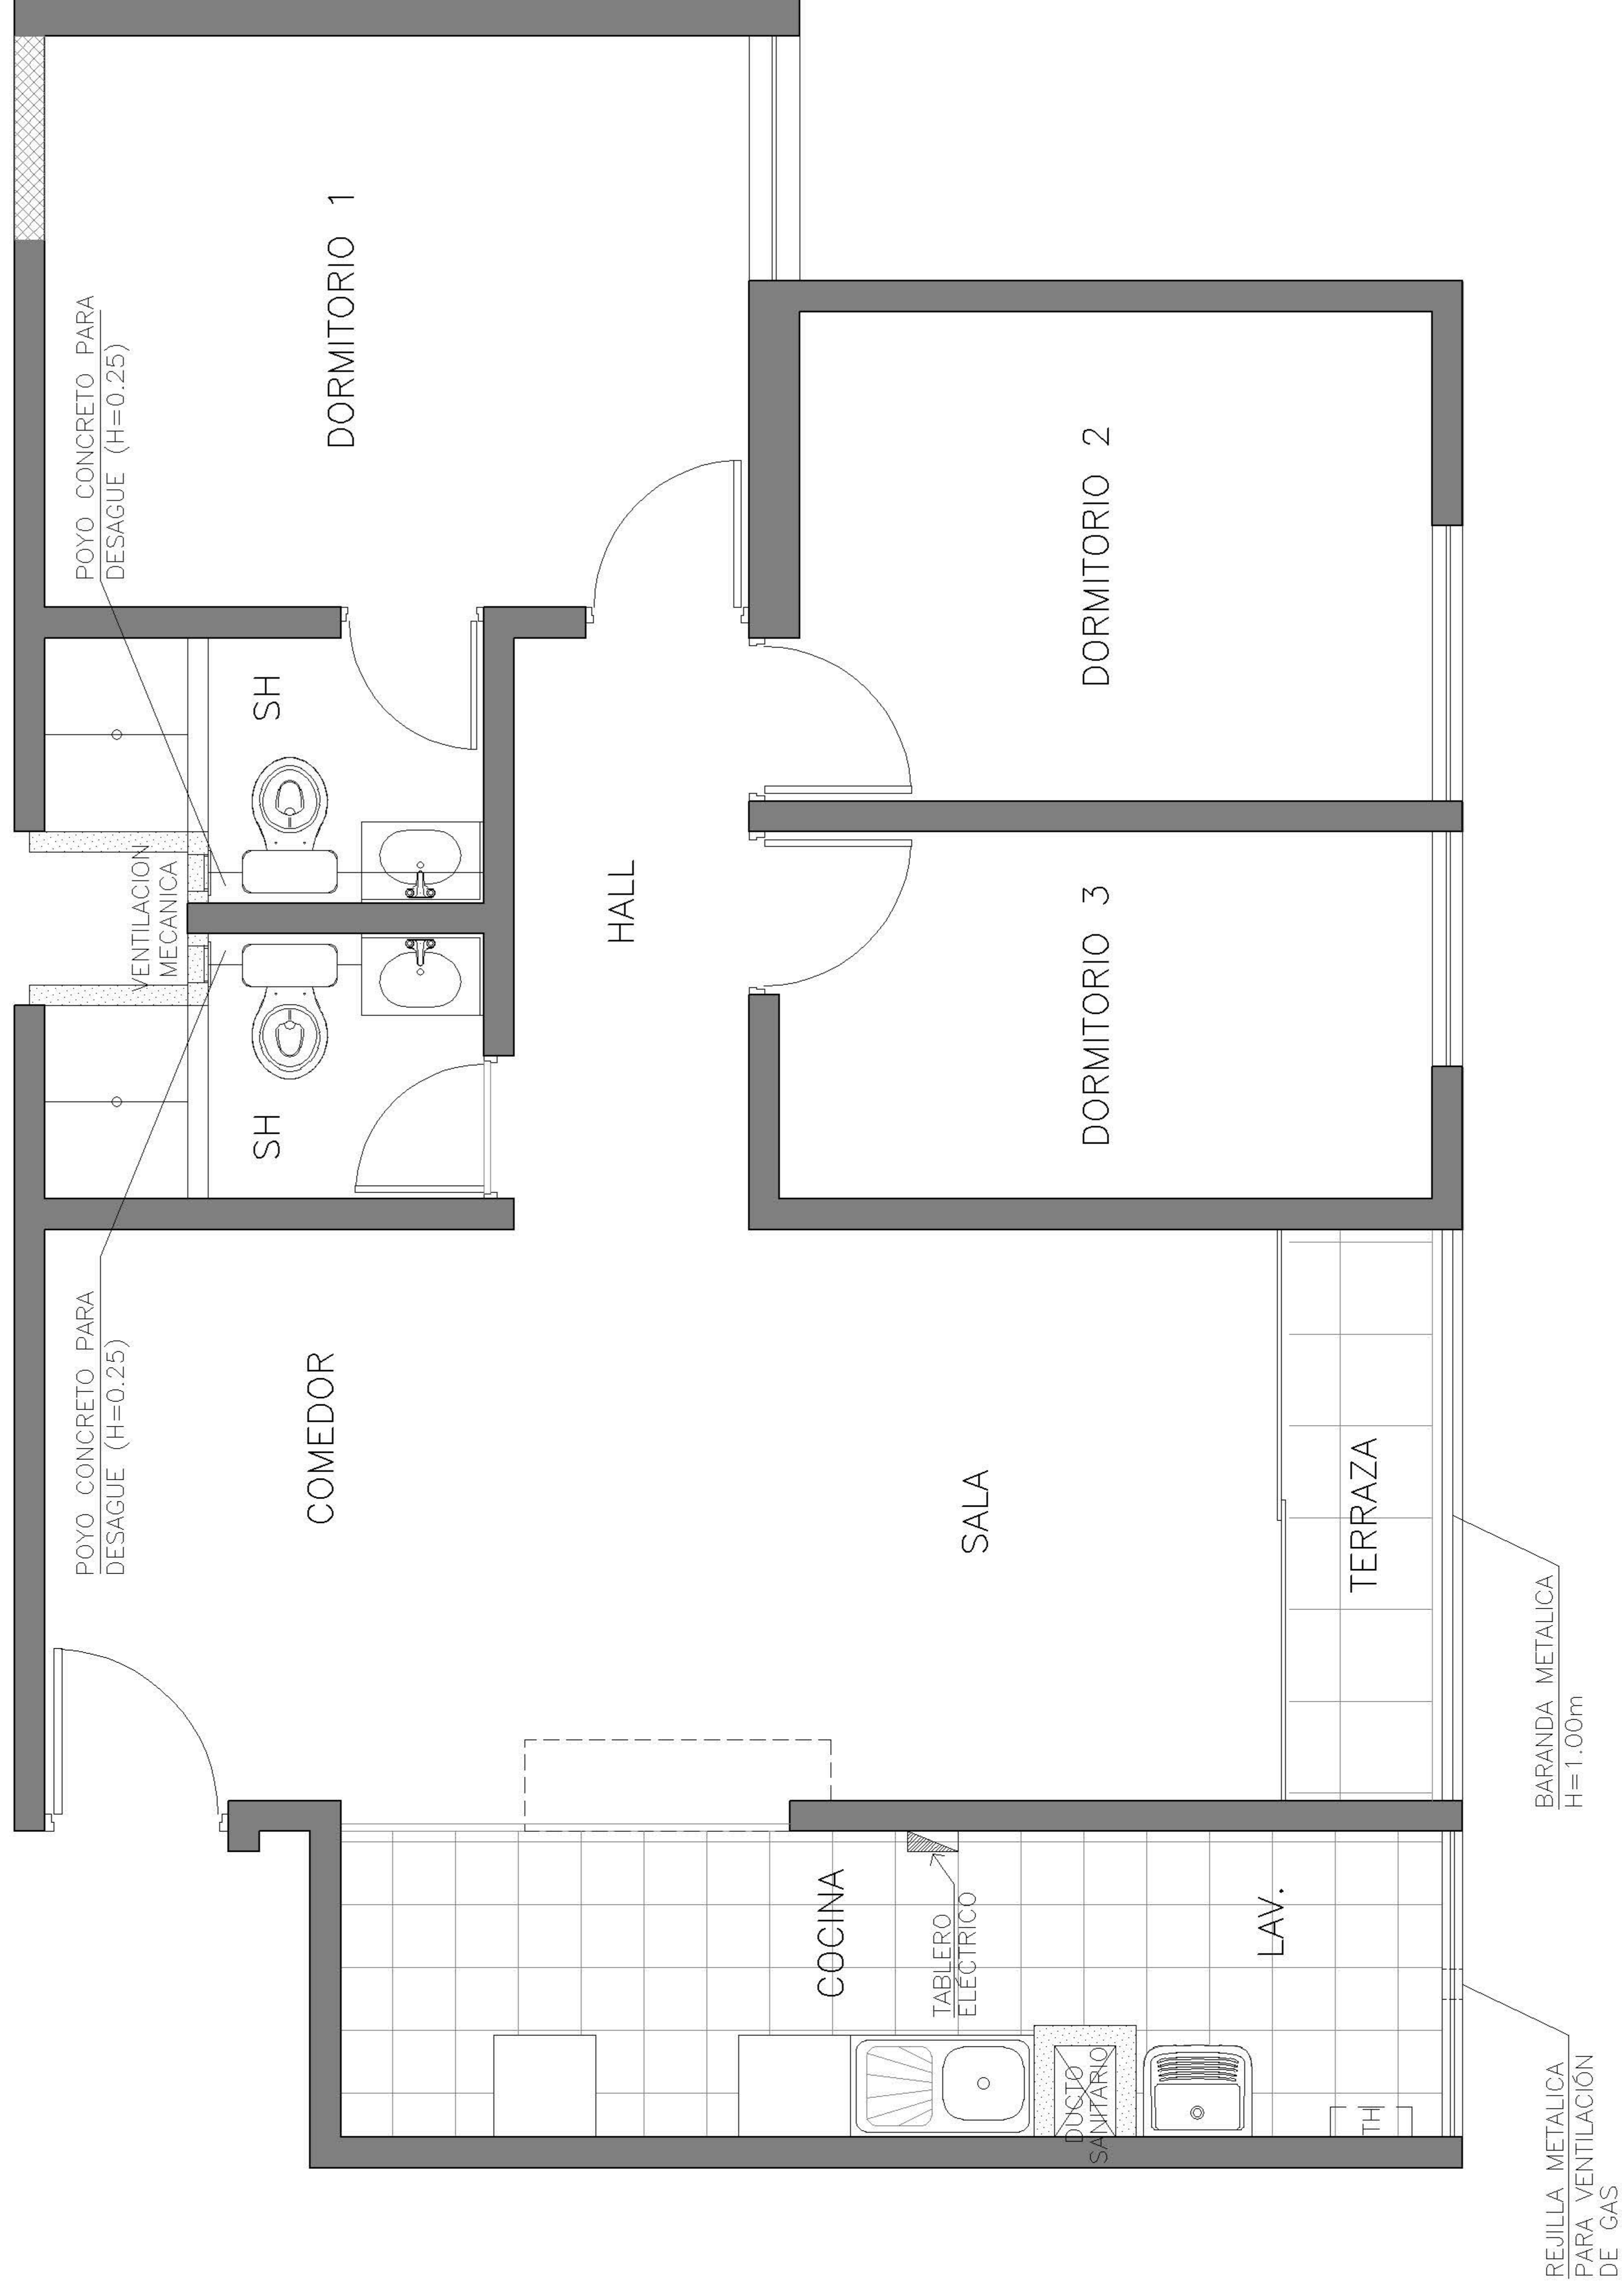 POYO CONCRETO PARA
DESAGUE (H=0.25)
POYO CONCRETO PARA
DESAGUE (H=0.25)
VENTILACION
MECANICA
SH
SH
COMEDOR
DORMITORIO 1
HALL
COCINA
TABLERO
ELECTRICO
SALA
DORMITORIO 3
DORMITORIO 2
DUCTO
SANITARIO
LAV.
TERRAZA
TH
REJILLA METALICA
PARA VENTILACIÓN
DE GAS
BARANDA METALICA
H=1.00m